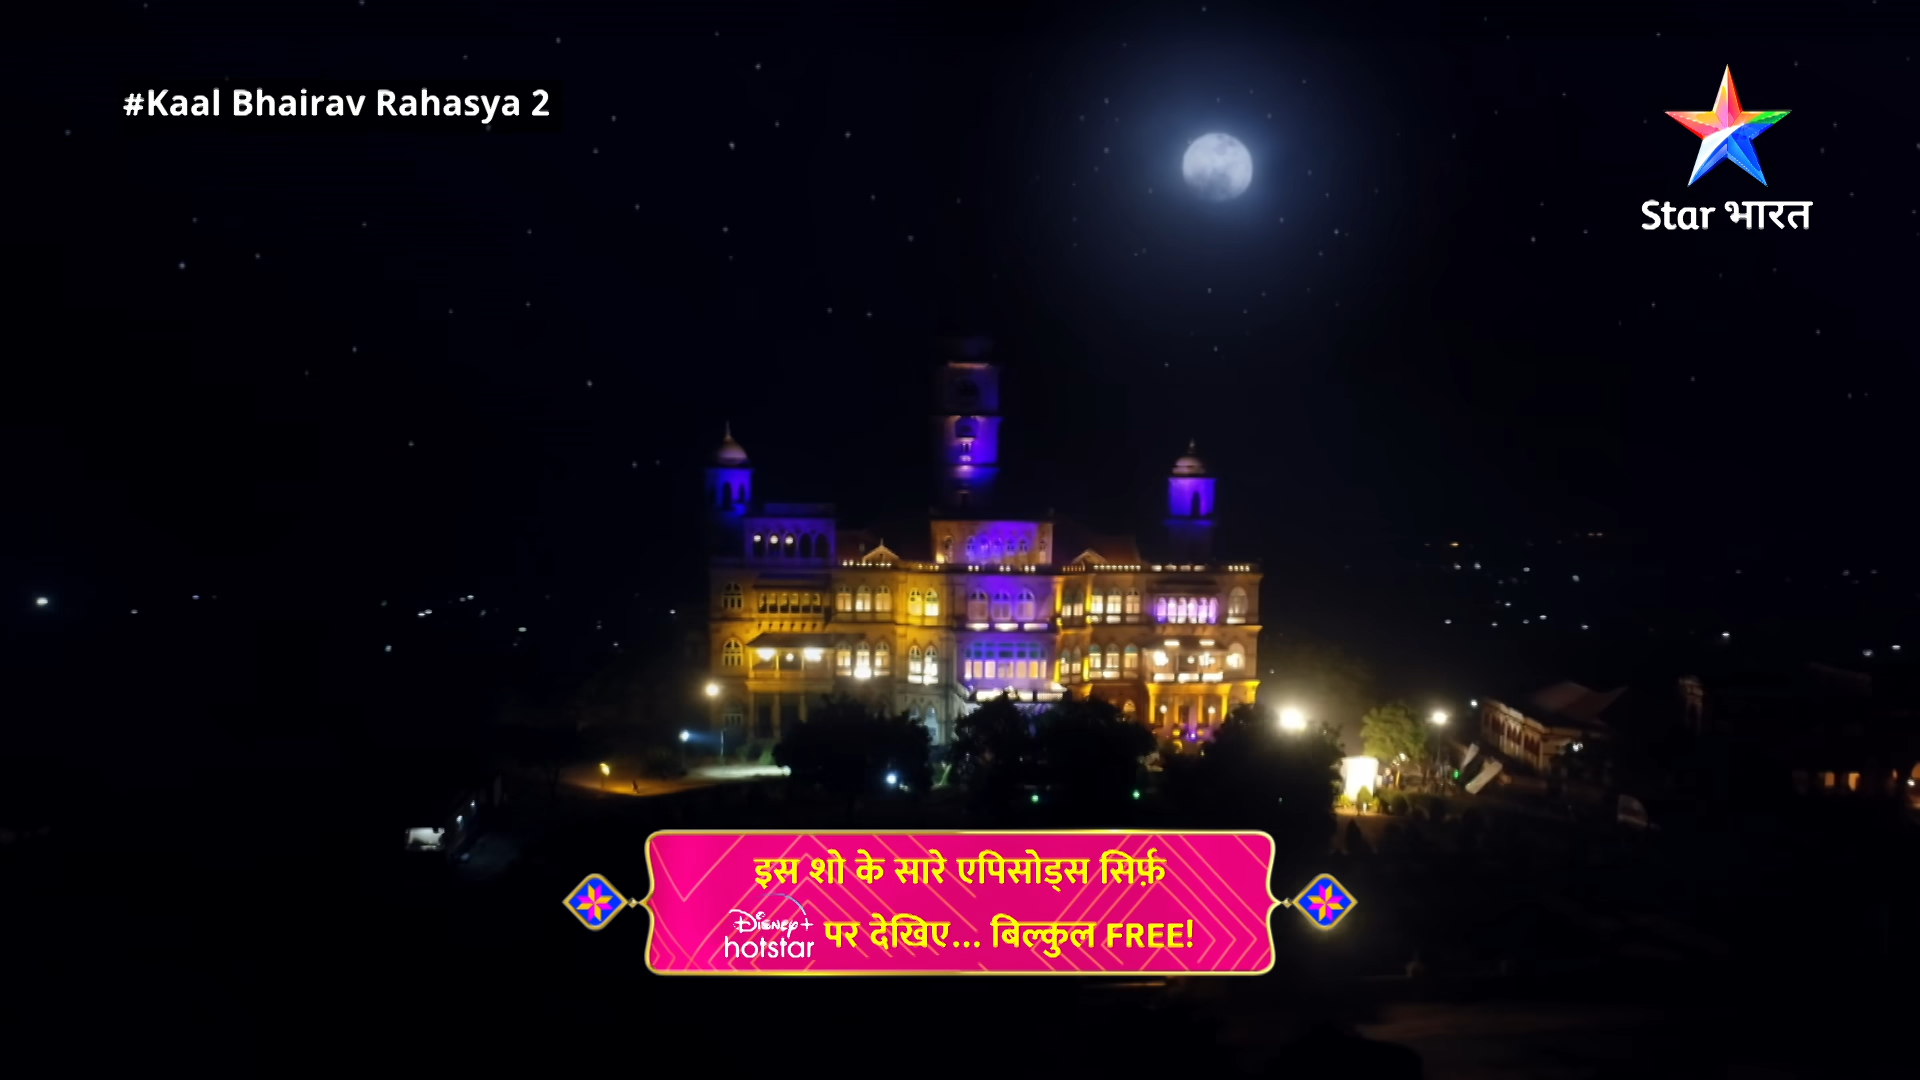 #Kaal Bhairav Rahasya 2
Star भारत
इस शो के सारे एपिसोड्स सिर्फ़
Disney+ hotstar पर देखिए... बिल्कुल FREE!